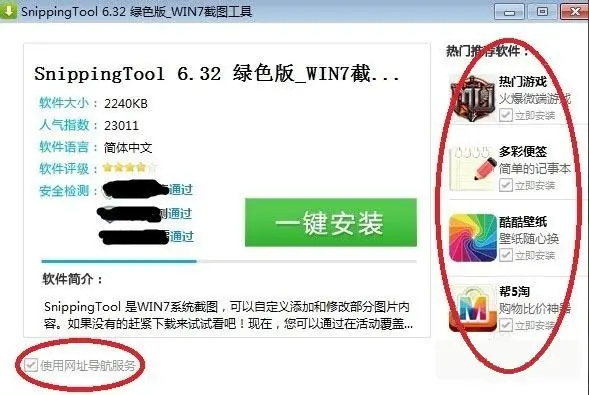 SnippingTool 6.32 绿色版_WIN7截图工具
SnippingTool 6.32 绿色版_WIN7截...
软件大小： 2240KB
人气指数： 23011
软件语言： 简体中文
软件评级：
安全检测： 通过
通过
通过
一键安装
软件简介：
SnippingTool 是WIN7系统截图，可以自定义添加和修改部分图片内
容。如果没有的赶紧下载来试试看吧！现在，您可以通过在活动覆盖...
使用网址导航服务
热门推荐软件：
热门游戏
火爆微端游戏
立即安装
多彩便签
简单的记事本
立即安装
酷酷壁纸
壁纸随心换
立即安装
帮5淘
购物比价神器
立即安装